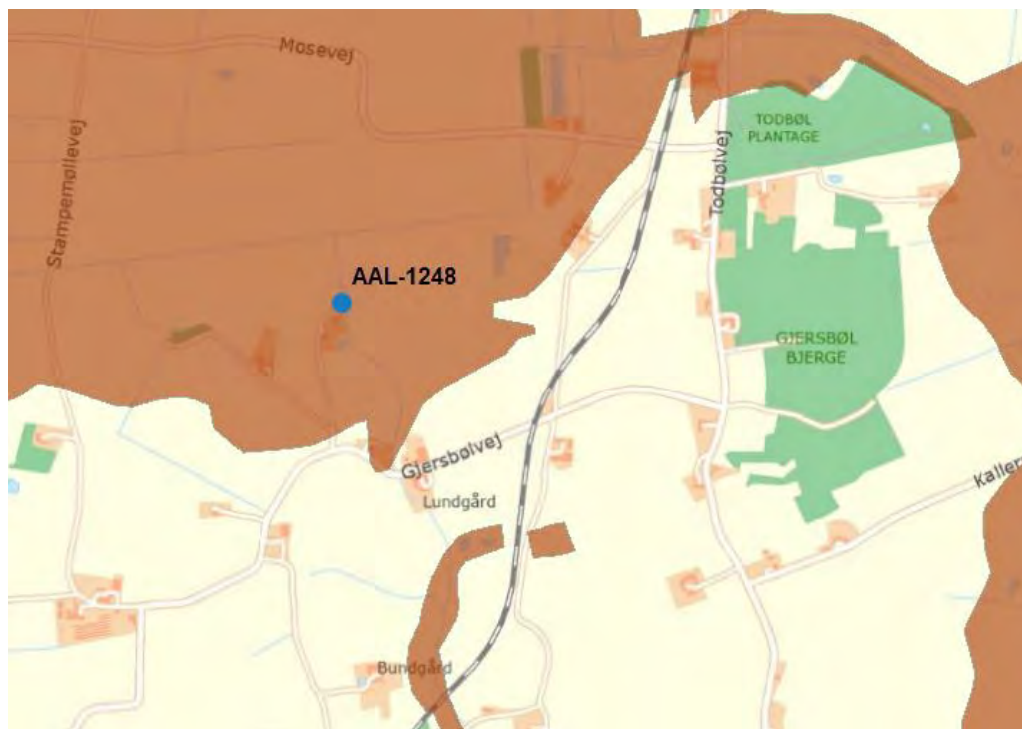 Mosevej
TODBØL
PLANTAGE
Stampemøllevej
Todbølvej
AAL-1248
GJERSBØL
BJERGE
Gjersbølvej
Kaller
Lundgård
Bundgård